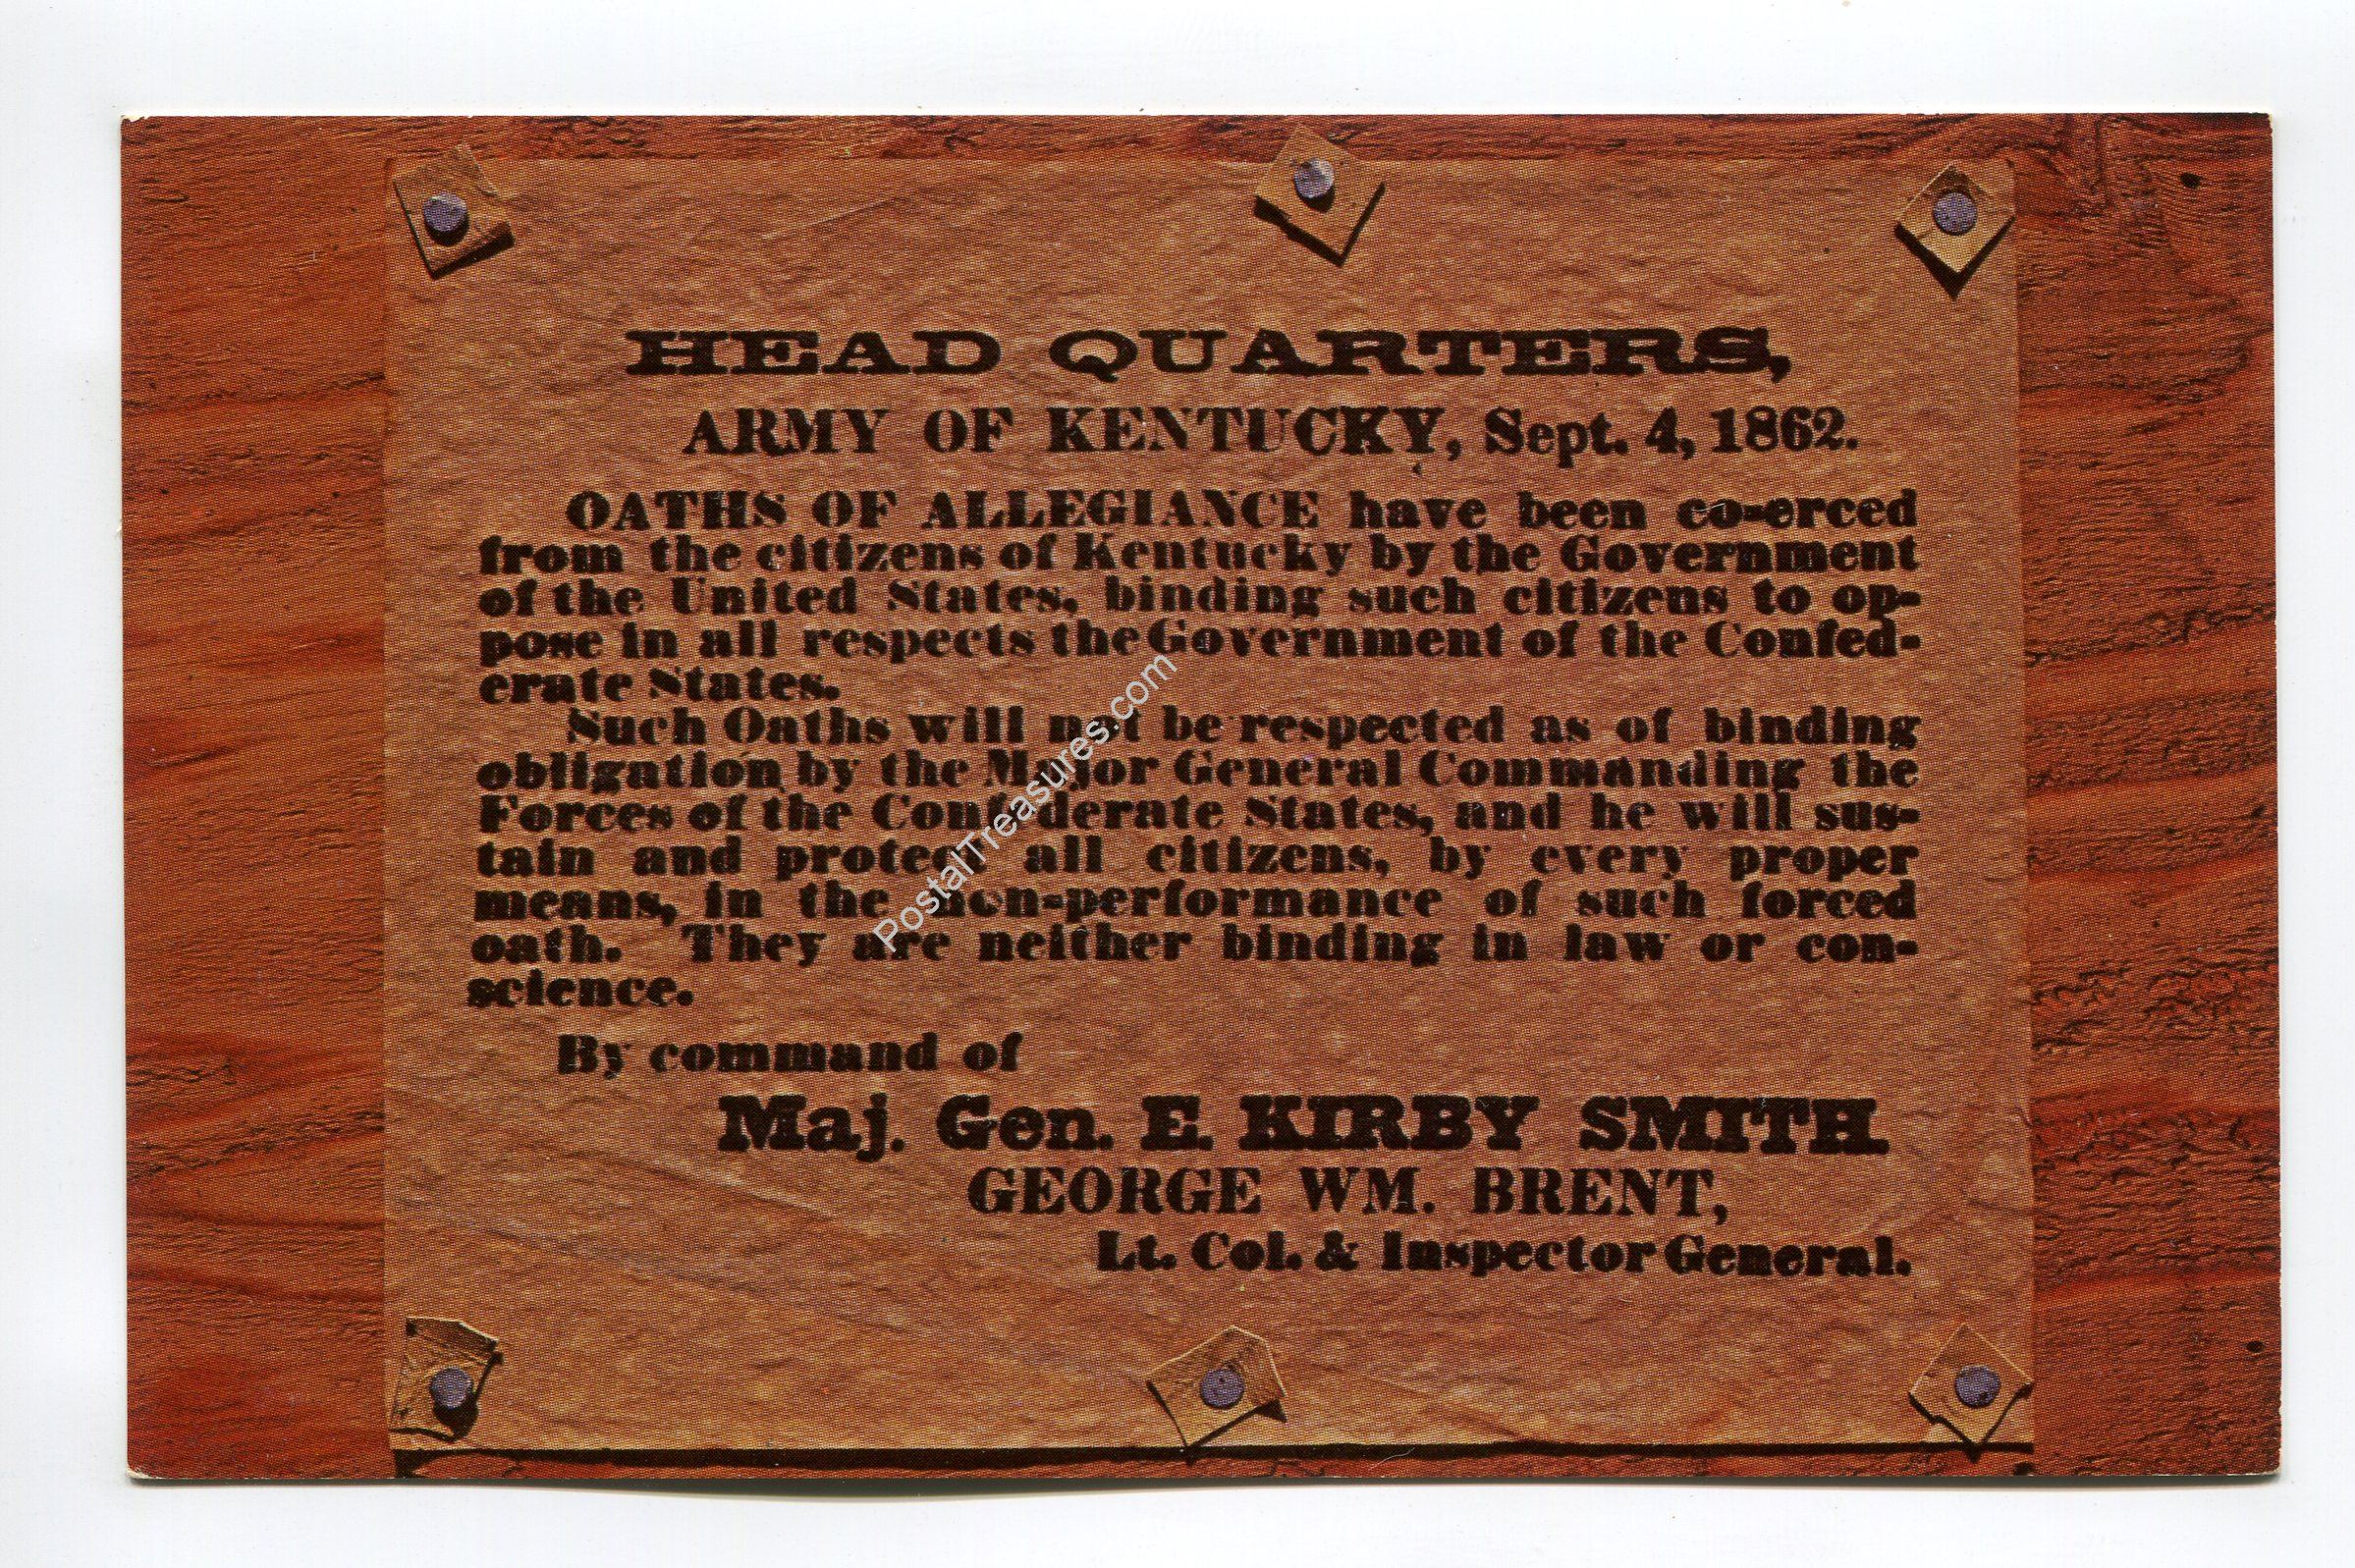 HEAD QUARTERS,
ARMY OF KENTUCKY, Sept. 4, 1862.
OATHS OF ALLEGIANCE have been co-erced
from the citizens of Kentucky by the Government
of the United States, binding such citizens to op-
pose in all respects the Government of the Confed-
erate States.
Such Oaths will not be respected as of binding
obligation by the Major General Commanding the
Forces of the Confederate States, and he will sus-
tain and protect all citizens, by every proper
means, in the non-performance of such forced
oath. They are neither binding in law or con-
science.
By command of
Maj. Gen. E. KIRBY SMITH.
GEORGE WM. BRENT,
Lt. Col. & Inspector General.
PostalTreasures.com